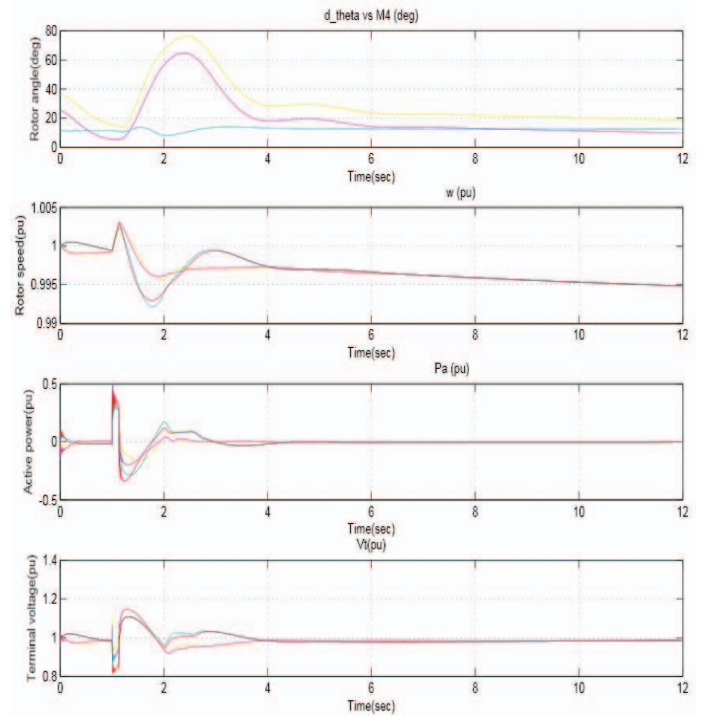 d_theta vs M4 (deg)
Rotor angle(deg)
80
60
40
20
0
0 2 4 6 8 10 12
Time(sec)
w (pu)
Rotor speed(pu)
1.005
1
0.995
0.99
0 2 4 6 8 10 12
Time(sec)
Pa (pu)
Active power(pu)
0.5
0
-0.5
0 2 4 6 8 10 12
Time(sec)
Vt(pu)
Terminal voltage(pu)
1.4
1.2
1
0.8
0 2 4 6 8 10 12
Time(sec)